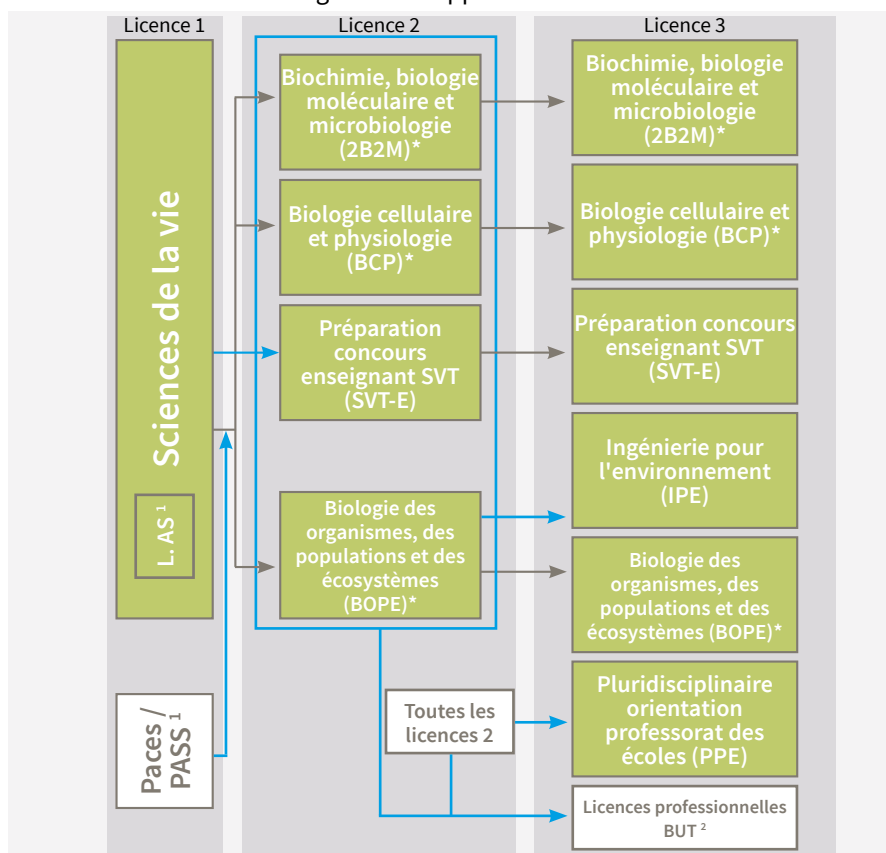 Licence 1
Licence 2
Licence 3
Sciences de la vie
L. AS ¹
Paces /
PASS ¹
Biochimie, biologie
moléculaire et
microbiologie
(2B2M)*
Biologie cellulaire
et physiologie
(BCP)*
Préparation
concours
enseignant SVT
(SVT-E)
Biologie des
organismes, des
populations et des
écosystèmes
(BOPE)*
Toutes les
licences 2
Biochimie, biologie
moléculaire et
microbiologie
(2B2M)*
Biologie cellulaire et
physiologie (BCP)*
Préparation concours
enseignant SVT
(SVT-E)
Ingénierie pour
l'environnement
(IPE)
Biologie des
organismes, des
populations et des
écosystèmes (BOPE)*
Pluridisciplinaire
orientation
professorat des
écoles (PPE)
Licences professionnelles
BUT ²